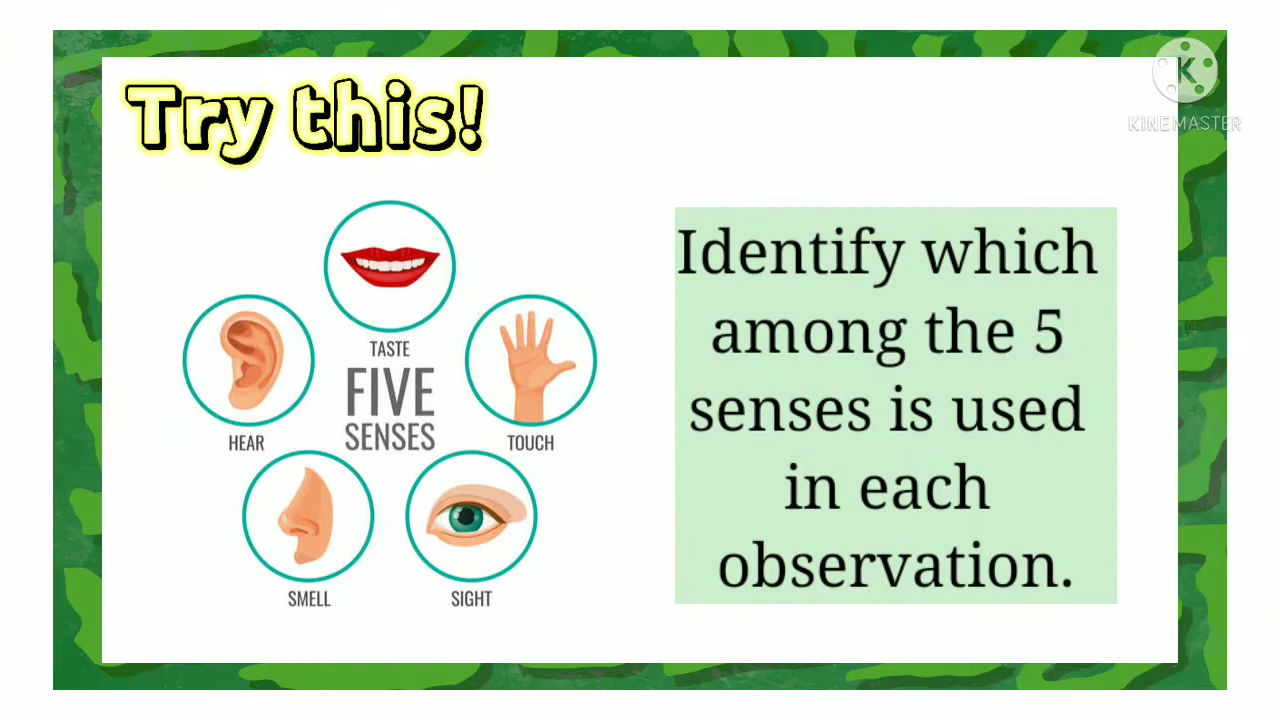 Try this!
K
KINEMASTER
TASTE
FIVE
SENSES
HEAR
TOUCH
SMELL
SIGHT
Identify which
among the 5
senses is used
in each
observation.